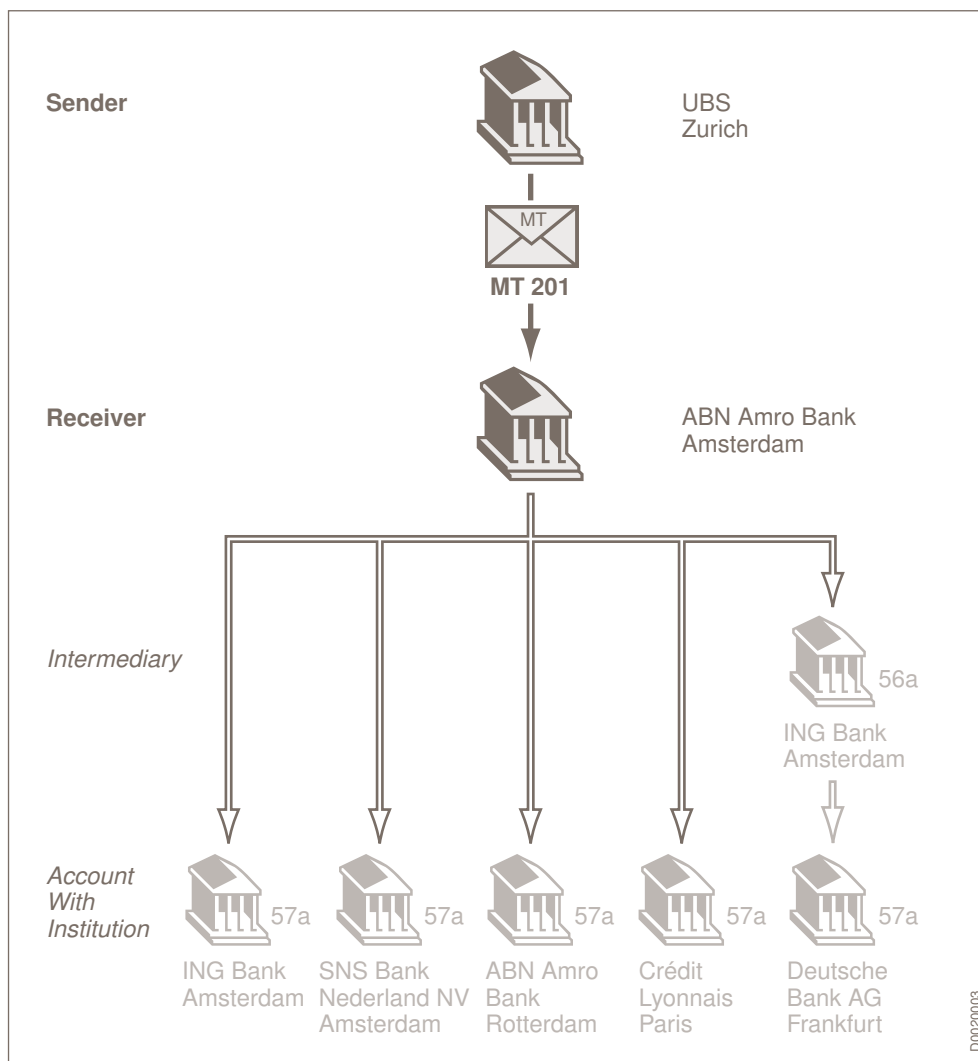 Sender
UBS
Zurich
MT
MT 201
Receiver
ABN Amro Bank
Amsterdam
Intermediary
56a
ING Bank
Amsterdam
Account
With
Institution
57a
ING Bank
Amsterdam
57a
SNS Bank
Nederland NV
Amsterdam
57a
ABN Amro
Bank
Rotterdam
57a
Crédit
Lyonnais
Paris
57a
Deutsche
Bank AG
Frankfurt
D0020003